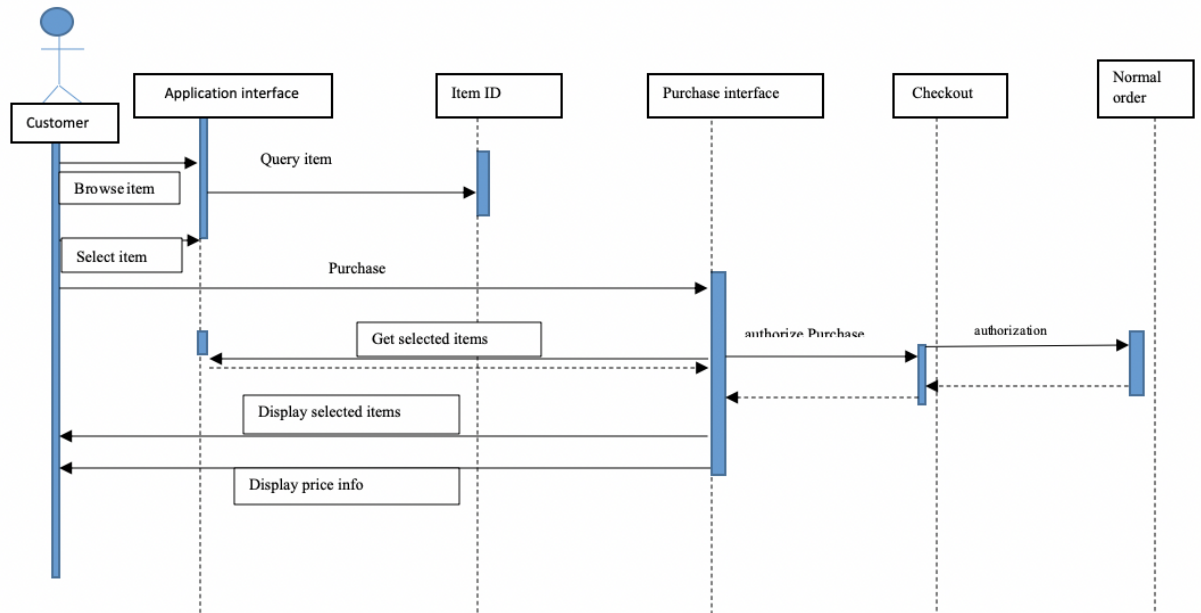 Customer
Application interface
Item ID
Purchase interface
Checkout
Normal
order
Browse item
Query item
Select item
Purchase
Get selected items
authorize Purchase
authorization
Display selected items
Display price info